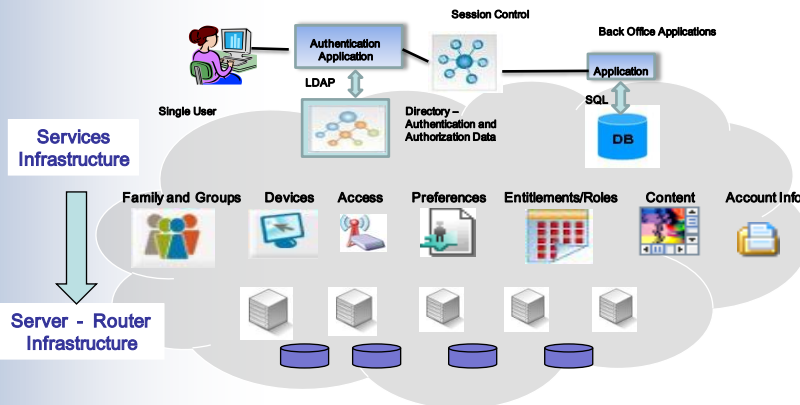 Session Control
Back Office Applications
Authentication
Application
Application
LDAP
SQL
Single User
Directory –
Authentication and
Authorization Data
DB
Services
Infrastructure
Family and Groups
Devices
Access
Preferences
Entitlements/Roles
Content
Account Info
Server - Router
Infrastructure